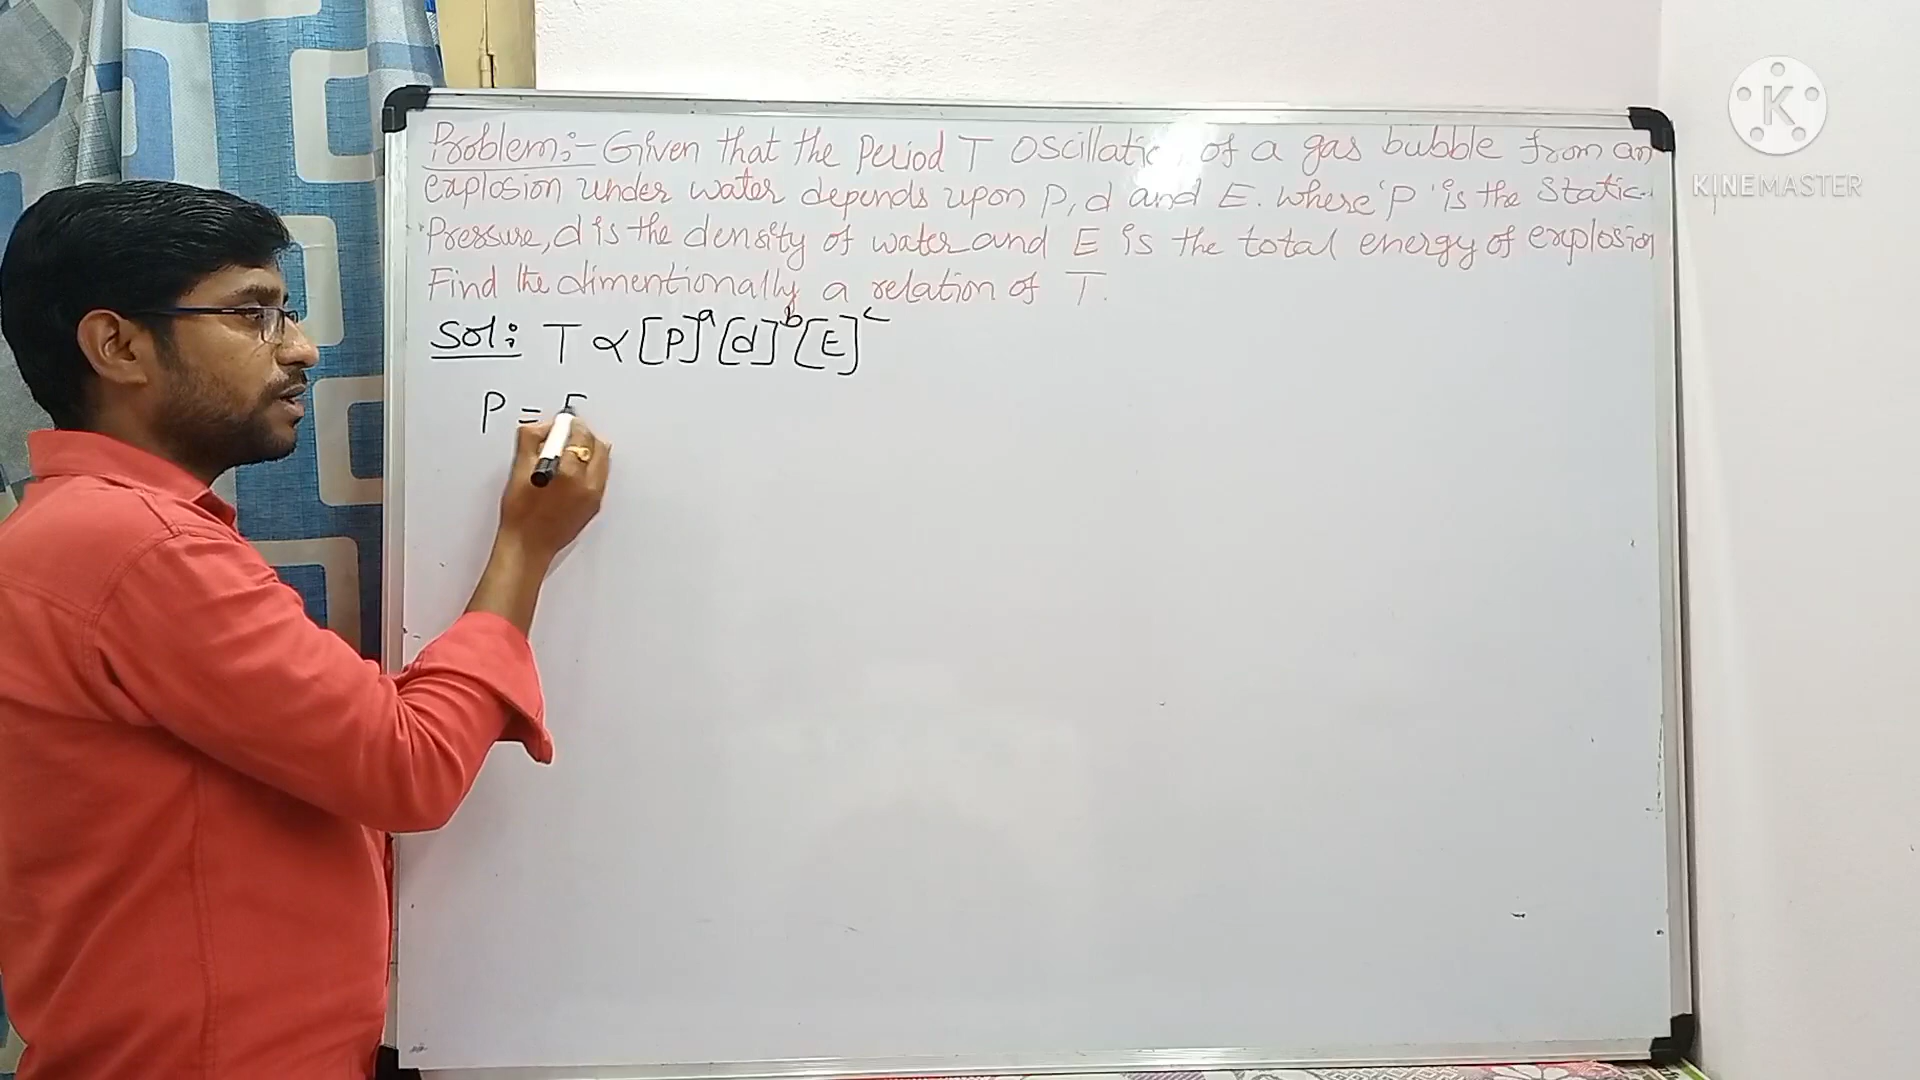 Problem:- Given that the Period T oscillation of a gas bubble from an
explosion under water depends upon P, d and E. where 'P' is the static
Pressure, d is the density of water and E is the total energy of explosion
Find the dimentionally a relation of T.
Sol: T ∝ [P]^a [d]^b [E]^c
P = F
K
KINEMASTER